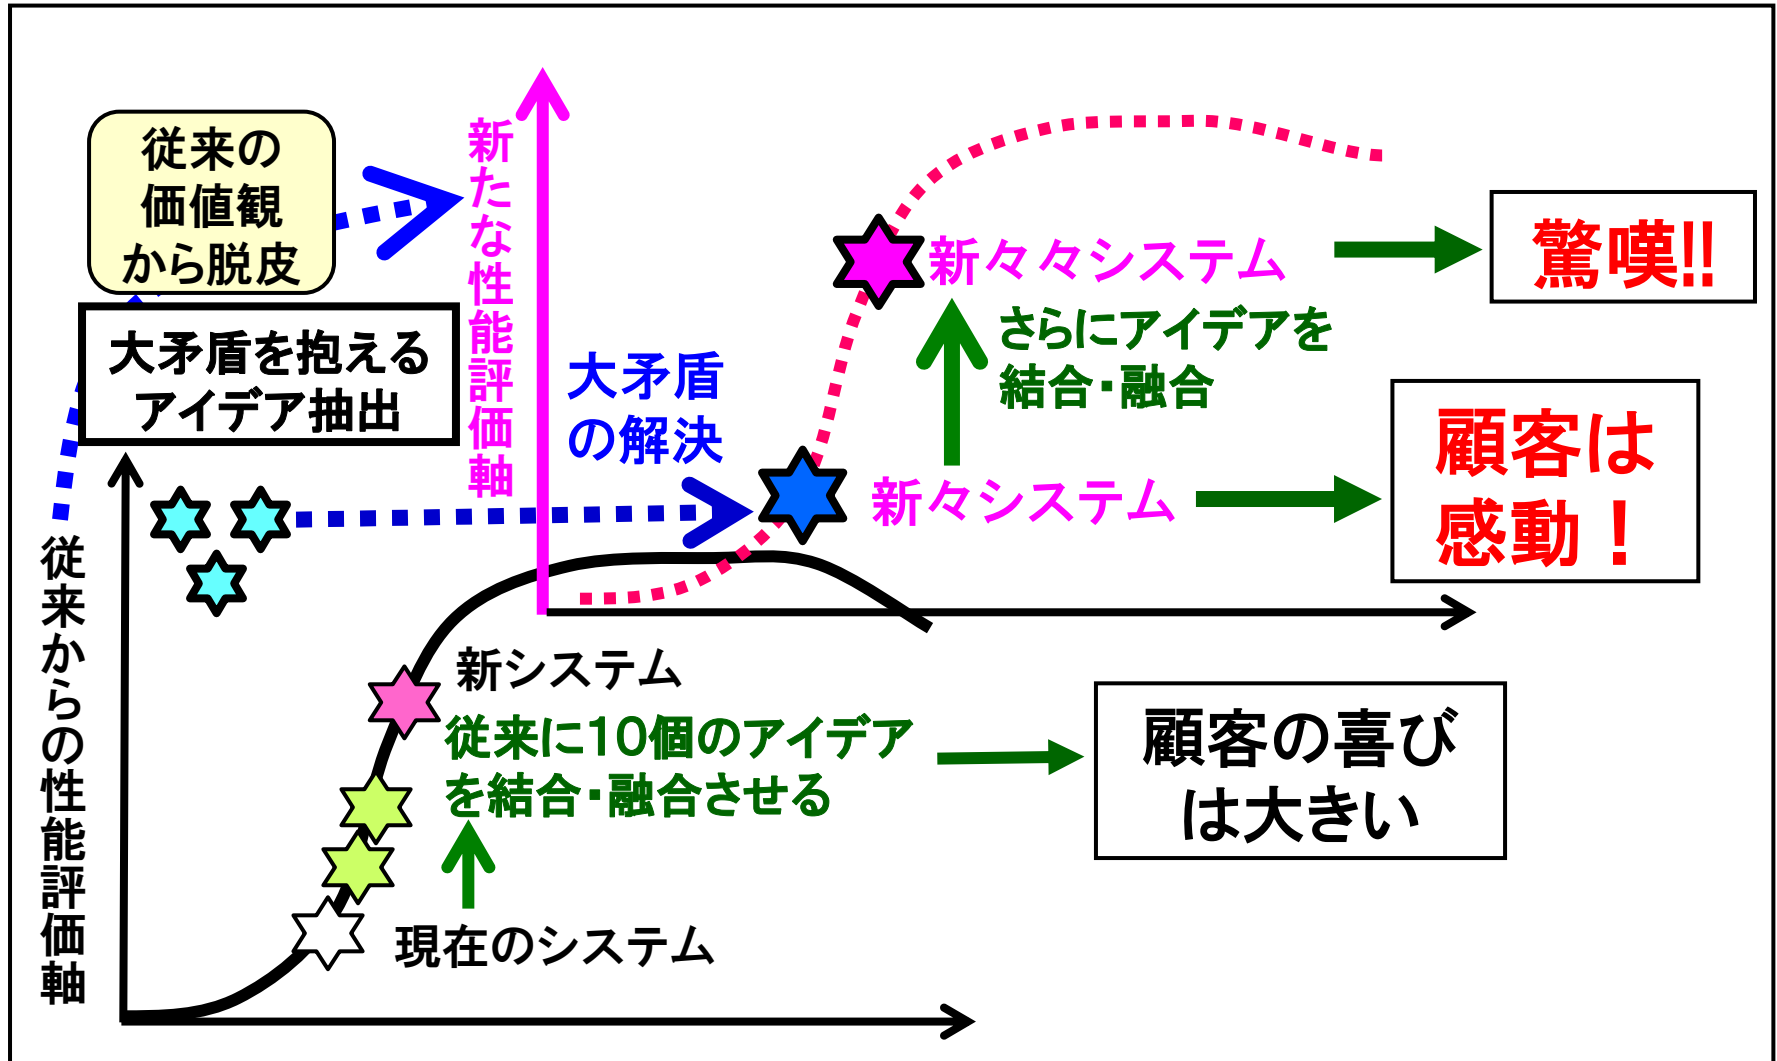 従来の
価値観
から脱皮
大矛盾を抱える
アイデア抽出
従来からの性能評価軸
新たな性能評価軸
大矛盾
の解決
新々々システム
驚嘆!!
さらにアイデアを
結合・融合
新々システム
顧客は
感動！
新システム
従来に10個のアイデア
を結合・融合させる
顧客の喜び
は大きい
現在のシステム